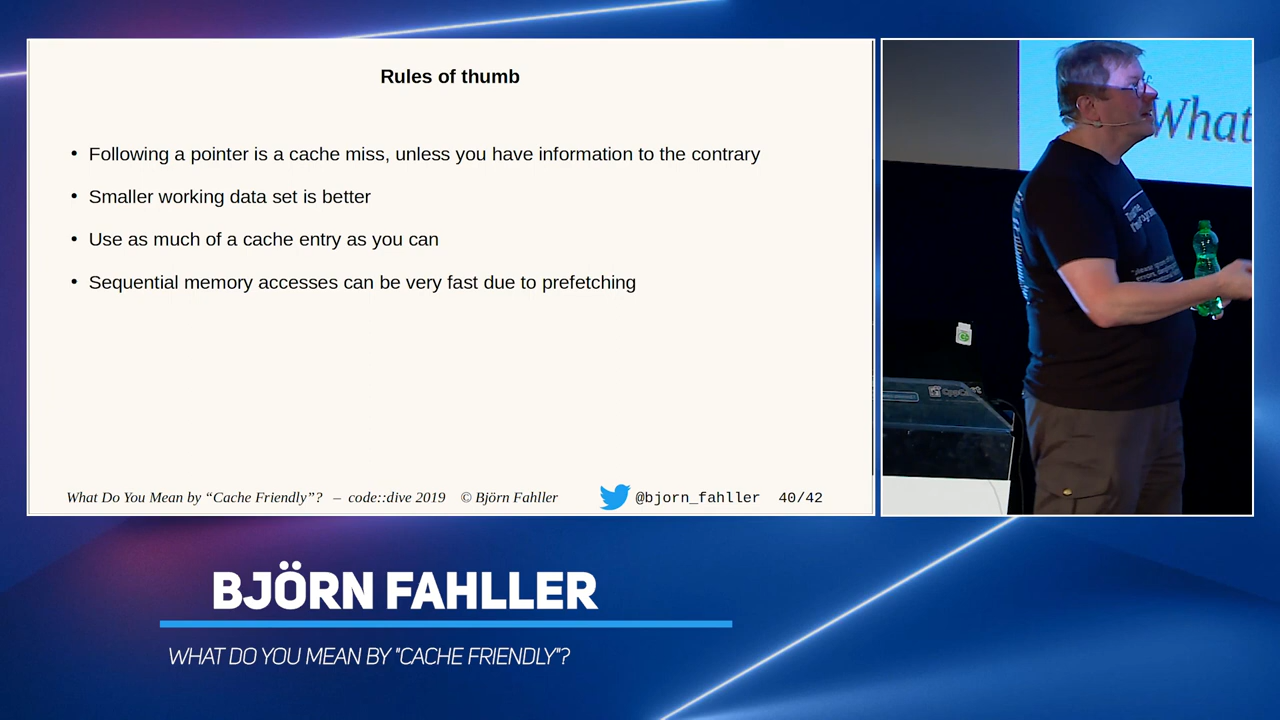 Rules of thumb
• Following a pointer is a cache miss, unless you have information to the contrary
• Smaller working data set is better
• Use as much of a cache entry as you can
• Sequential memory accesses can be very fast due to prefetching
What Do You Mean by “Cache Friendly”? – code::dive 2019 © Björn Fahller @bjorn_fahller 40/42
What
BJÖRN FAHLLER
WHAT DO YOU MEAN BY "CACHE FRIENDLY"?